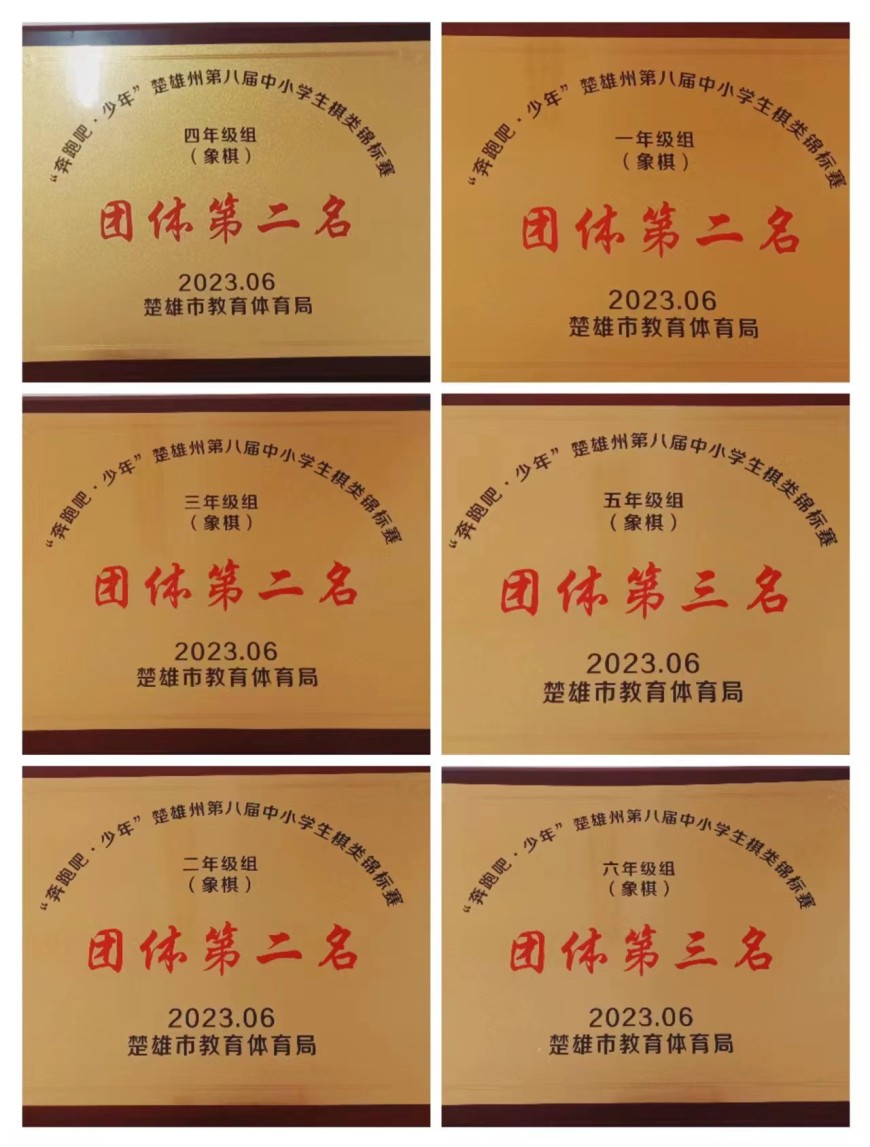 “奔跑吧·少年”楚雄州第八届中小学生棋类锦标赛
四年级组
（象棋）
团体第二名
2023.06
楚雄市教育体育局
“奔跑吧·少年”楚雄州第八届中小学生棋类锦标赛
一年级组
（象棋）
团体第二名
2023.06
楚雄市教育体育局
“奔跑吧·少年”楚雄州第八届中小学生棋类锦标赛
三年级组
（象棋）
团体第二名
2023.06
楚雄市教育体育局
“奔跑吧·少年”楚雄州第八届中小学生棋类锦标赛
五年级组
（象棋）
团体第三名
2023.06
楚雄市教育体育局
“奔跑吧·少年”楚雄州第八届中小学生棋类锦标赛
二年级组
（象棋）
团体第二名
2023.06
楚雄市教育体育局
“奔跑吧·少年”楚雄州第八届中小学生棋类锦标赛
六年级组
（象棋）
团体第三名
2023.06
楚雄市教育体育局